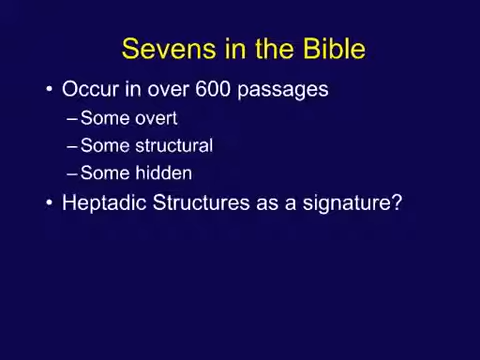 Sevens in the Bible
• Occur in over 600 passages
–Some overt
–Some structural
–Some hidden
• Heptadic Structures as a signature?